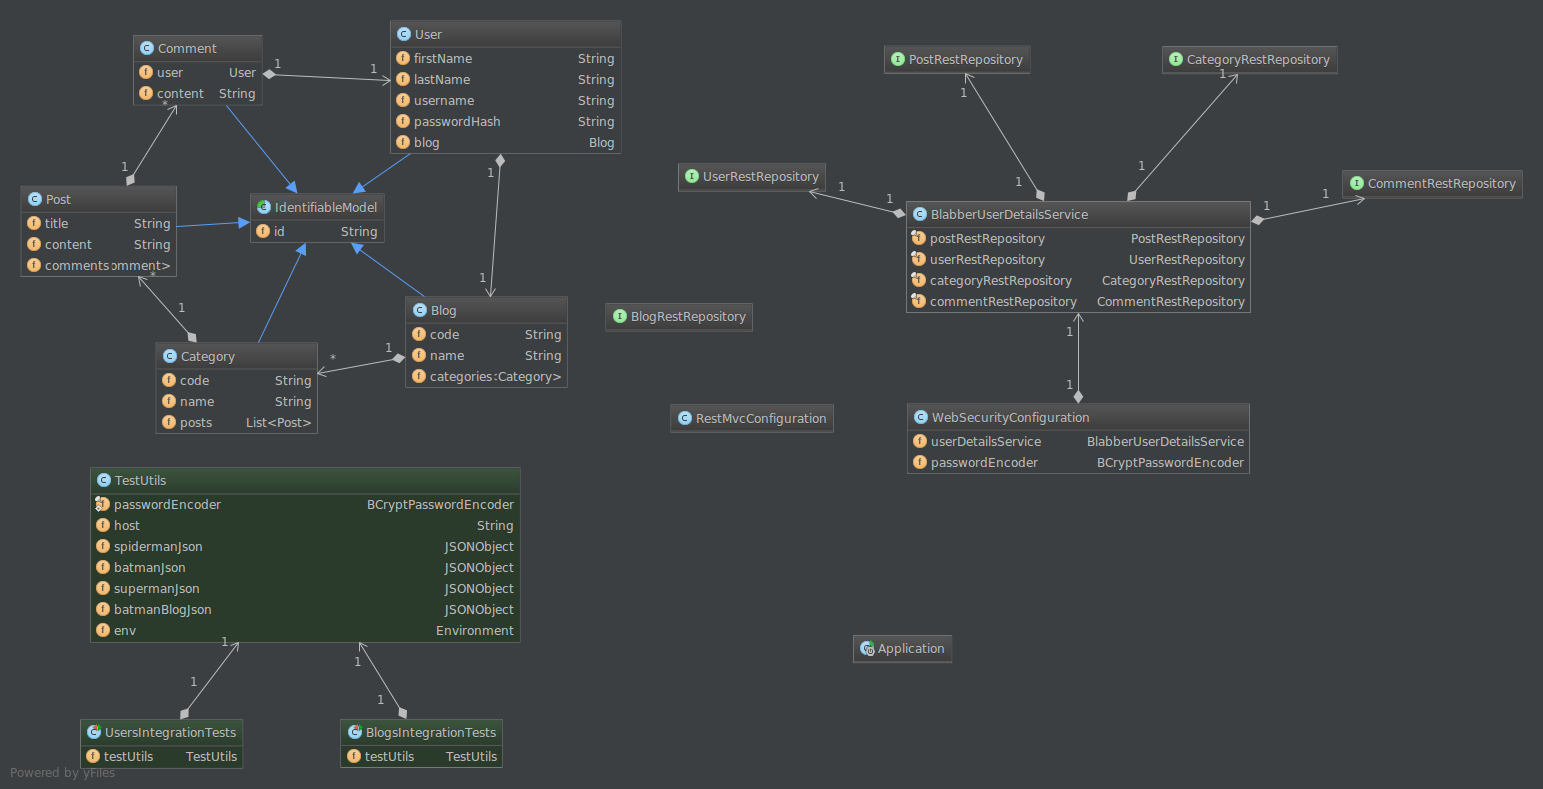 Comment
user User
content String
User
firstName String
lastName String
username String
passwordHash String
blog Blog
1
1
*
1
1
1
Post
title String
content String
comments omment>
IdentifiableModel
id String
*
1
Blog
code String
name String
categories :Category>
1
*
Category
code String
name String
posts List<Post>
PostRestRepository
CategoryRestRepository
UserRestRepository
CommentRestRepository
1
1
1
1
1
1
1
1
BlabberUserDetailsService
postRestRepository PostRestRepository
userRestRepository UserRestRepository
categoryRestRepository CategoryRestRepository
commentRestRepository CommentRestRepository
BlogRestRepository
1
1
RestMvcConfiguration
WebSecurityConfiguration
userDetailsService BlabberUserDetailsService
passwordEncoder BCryptPasswordEncoder
TestUtils
passwordEncoder BCryptPasswordEncoder
host String
spidermanJson JSONObject
batmanJson JSONObject
supermanJson JSONObject
batmanBlogJson JSONObject
env Environment
1
1
1
1
Application
UsersIntegrationTests
testUtils TestUtils
BlogsIntegrationTests
testUtils TestUtils
Powered by yFiles